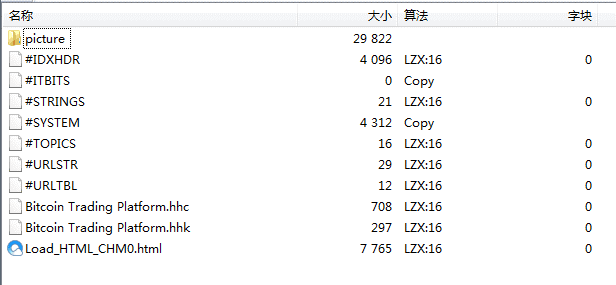 名称 大小 算法 字块
picture 29 822
#IDXHDR 4 096 LZX:16 0
#ITBITS 0 Copy
#STRINGS 21 LZX:16 0
#SYSTEM 4 312 Copy
#TOPICS 16 LZX:16 0
#URLSTR 29 LZX:16 0
#URLTBL 12 LZX:16 0
Bitcoin Trading Platform.hhc 708 LZX:16 0
Bitcoin Trading Platform.hhk 297 LZX:16 0
Load_HTML_CHM0.html 7 765 LZX:16 0